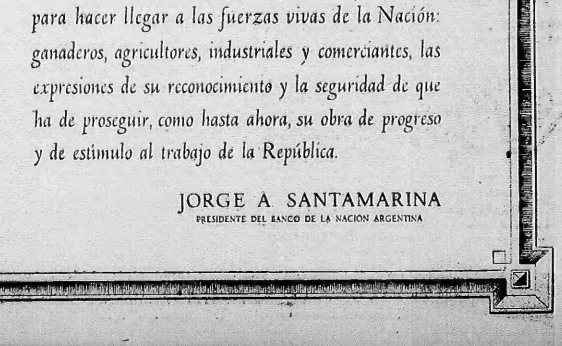 para hacer llegar a las fuerzas vivas de la Nación:
ganaderos, agricultores, industriales y comerciantes, las
expresiones de su reconocimiento y la seguridad de que
ha de proseguir, como hasta ahora, su obra de progreso
y de estímulo al trabajo de la República.
JORGE A SANTAMARINA
PRESIDENTE DEL BANCO DE LA NACION ARGENTINA